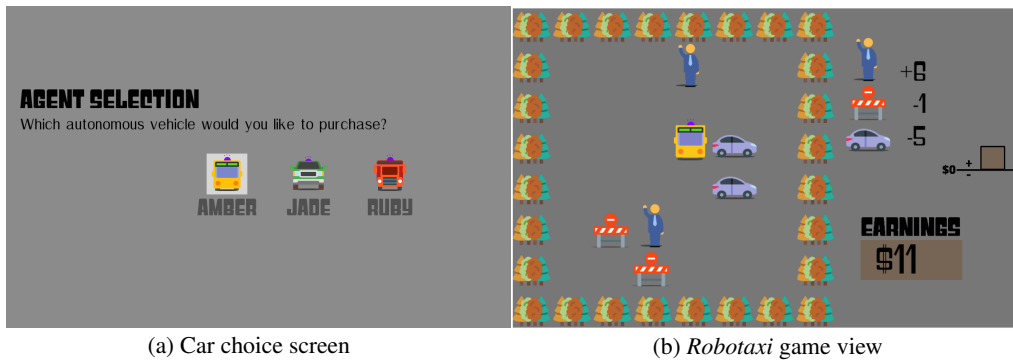 AGENT SELECTION
Which autonomous vehicle would you like to purchase?
AMBER JADE RUBY
+6
-1
-5
$0 + -
EARNINGS
$11
(a) Car choice screen
(b) Robotaxi game view